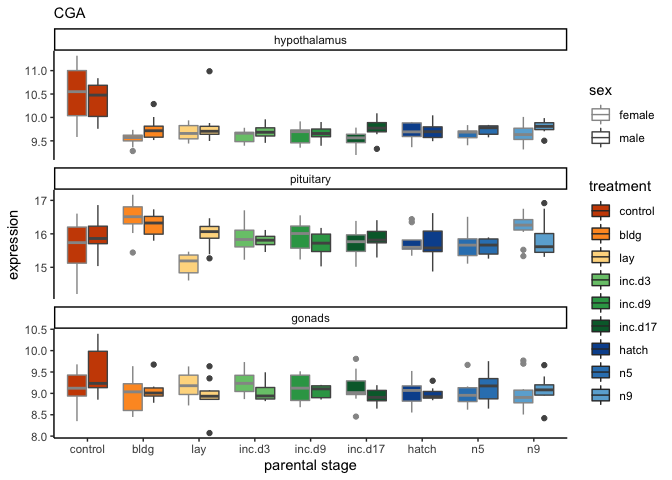 CGA
hypothalamus
11.0
10.5
10.0
9.5
pituitary
17
16
15
gonads
10.5
10.0
9.5
9.0
8.5
8.0
expression
control bldg lay inc.d3 inc.d9 inc.d17 hatch n5 n9
parental stage
sex
female
male
treatment
control
bldg
lay
inc.d3
inc.d9
inc.d17
hatch
n5
n9